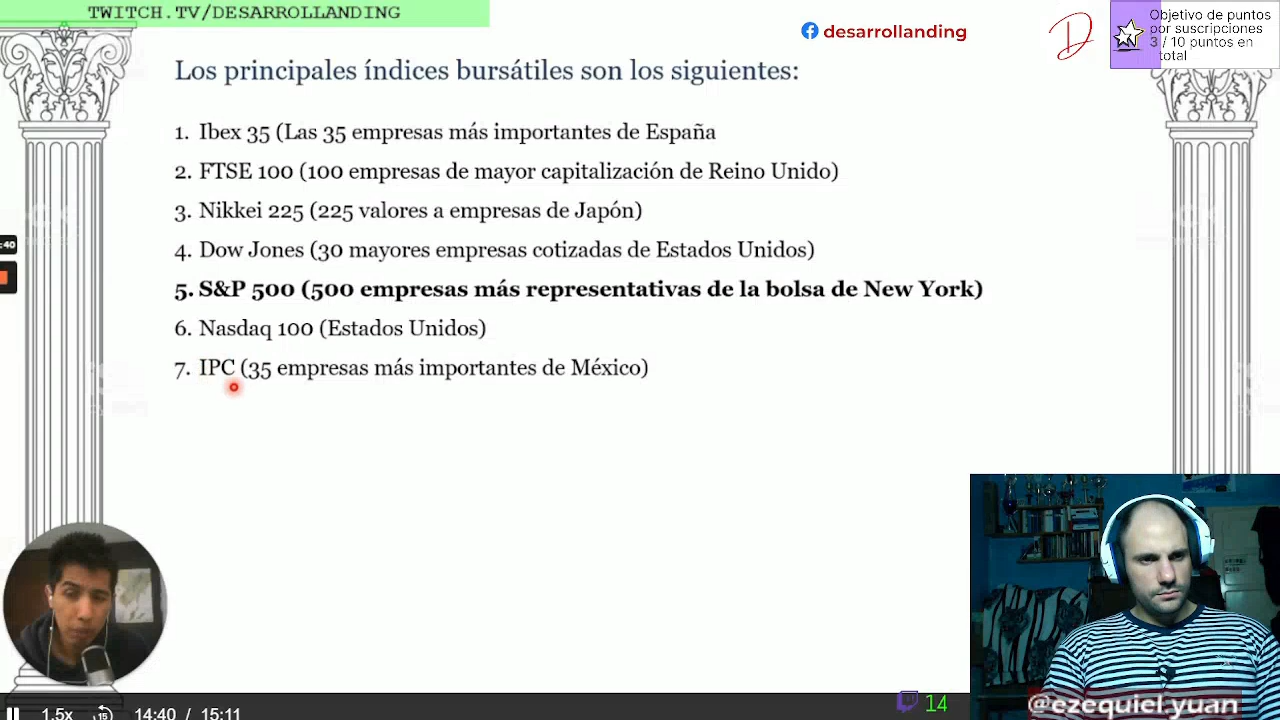 TWITCH.TV/DESARROLLANDING
desarrollanding
Objetivo de puntos
por suscripciones
3 / 10 puntos en
total
Los principales índices bursátiles son los siguientes:
1. Ibex 35 (Las 35 empresas más importantes de España
2. FTSE 100 (100 empresas de mayor capitalización de Reino Unido)
3. Nikkei 225 (225 valores a empresas de Japón)
4. Dow Jones (30 mayores empresas cotizadas de Estados Unidos)
:40
5. S&P 500 (500 empresas más representativas de la bolsa de New York)
6. Nasdaq 100 (Estados Unidos)
7. IPC (35 empresas más importantes de México)
14
@ezequiel.yuan
1.5x 15 14:40 / 15:11